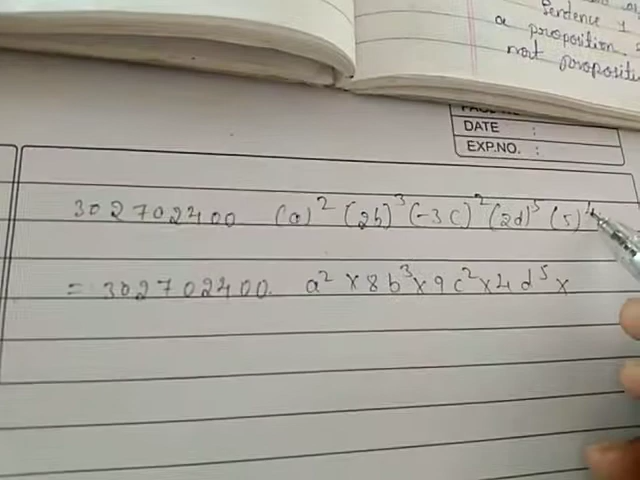 Sentence 1
a proposition.
not propositi
DATE :
EXP.NO. :
302702400 (a)² (2b)³ (-3c)² (2d)⁵ (5)⁴
= 302702400. a² × 8b³ × 9c² × 4d⁵ ×